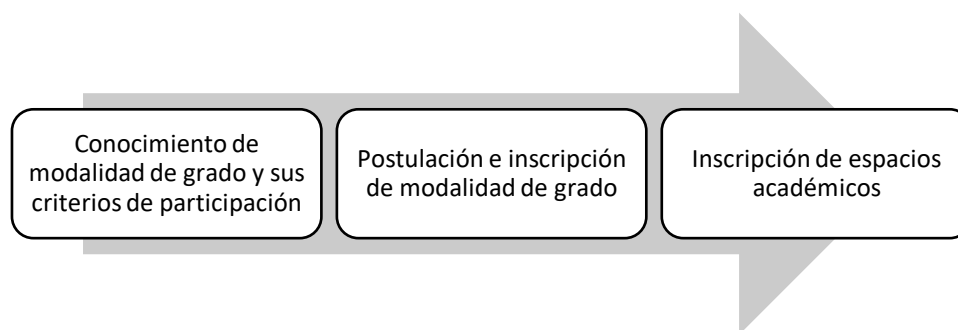 Conocimiento de
modalidad de grado y sus
criterios de participación
Postulación e inscripción
de modalidad de grado
Inscripción de espacios
académicos